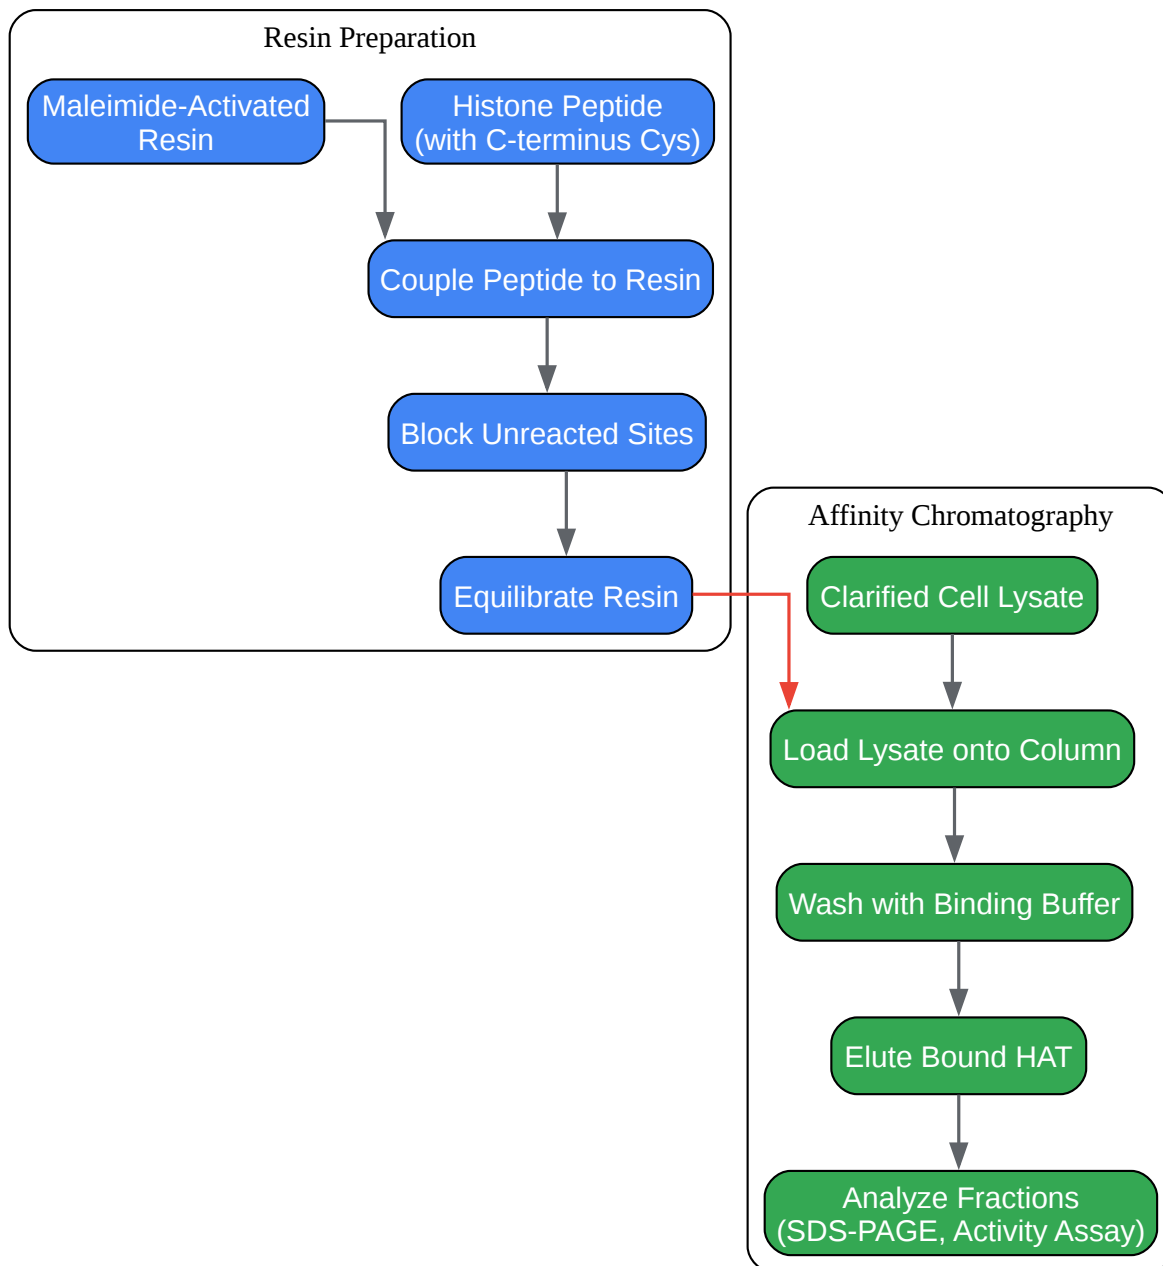 Resin Preparation
Maleimide-Activated
Resin
Histone Peptide
(with C-terminus Cys)
Couple Peptide to Resin
Block Unreacted Sites
Equilibrate Resin
Affinity Chromatography
Clarified Cell Lysate
Load Lysate onto Column
Wash with Binding Buffer
Elute Bound HAT
Analyze Fractions
(SDS-PAGE, Activity Assay)